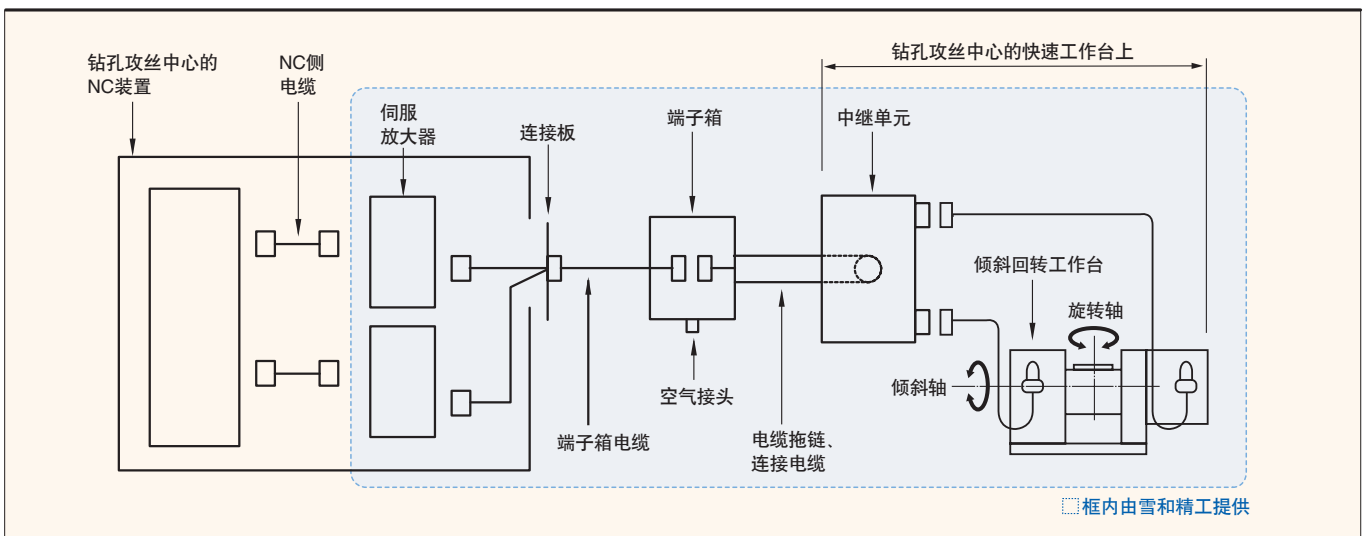 钻孔攻丝中心的
NC装置
NC侧
电缆
伺服
放大器
连接板
端子箱
中继单元
钻孔攻丝中心的快速工作台上
倾斜回转工作台
旋转轴
倾斜轴
空气接头
端子箱电缆
电缆拖链、
连接电缆
框内由雪和精工提供